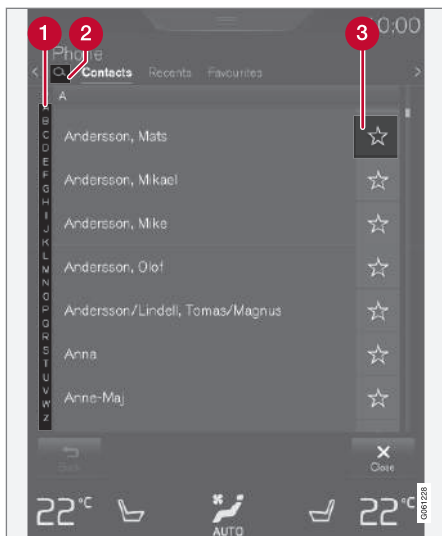 1 2 3
:00
Phone
Contacts Recents Favourites
A
A
B
C
D
E
F
G
H
I
J
K
L
M
N
O
P
Q
R
S
T
U
V
W
Z
Andersson, Mats
Andersson, Mikael
Andersson, Mike
Andersson, Olof
Andersson/Lindell, Tomas/Magnus
Anna
Anne-Maj
Back
Close
22°C
AUTO
22°C
G061228